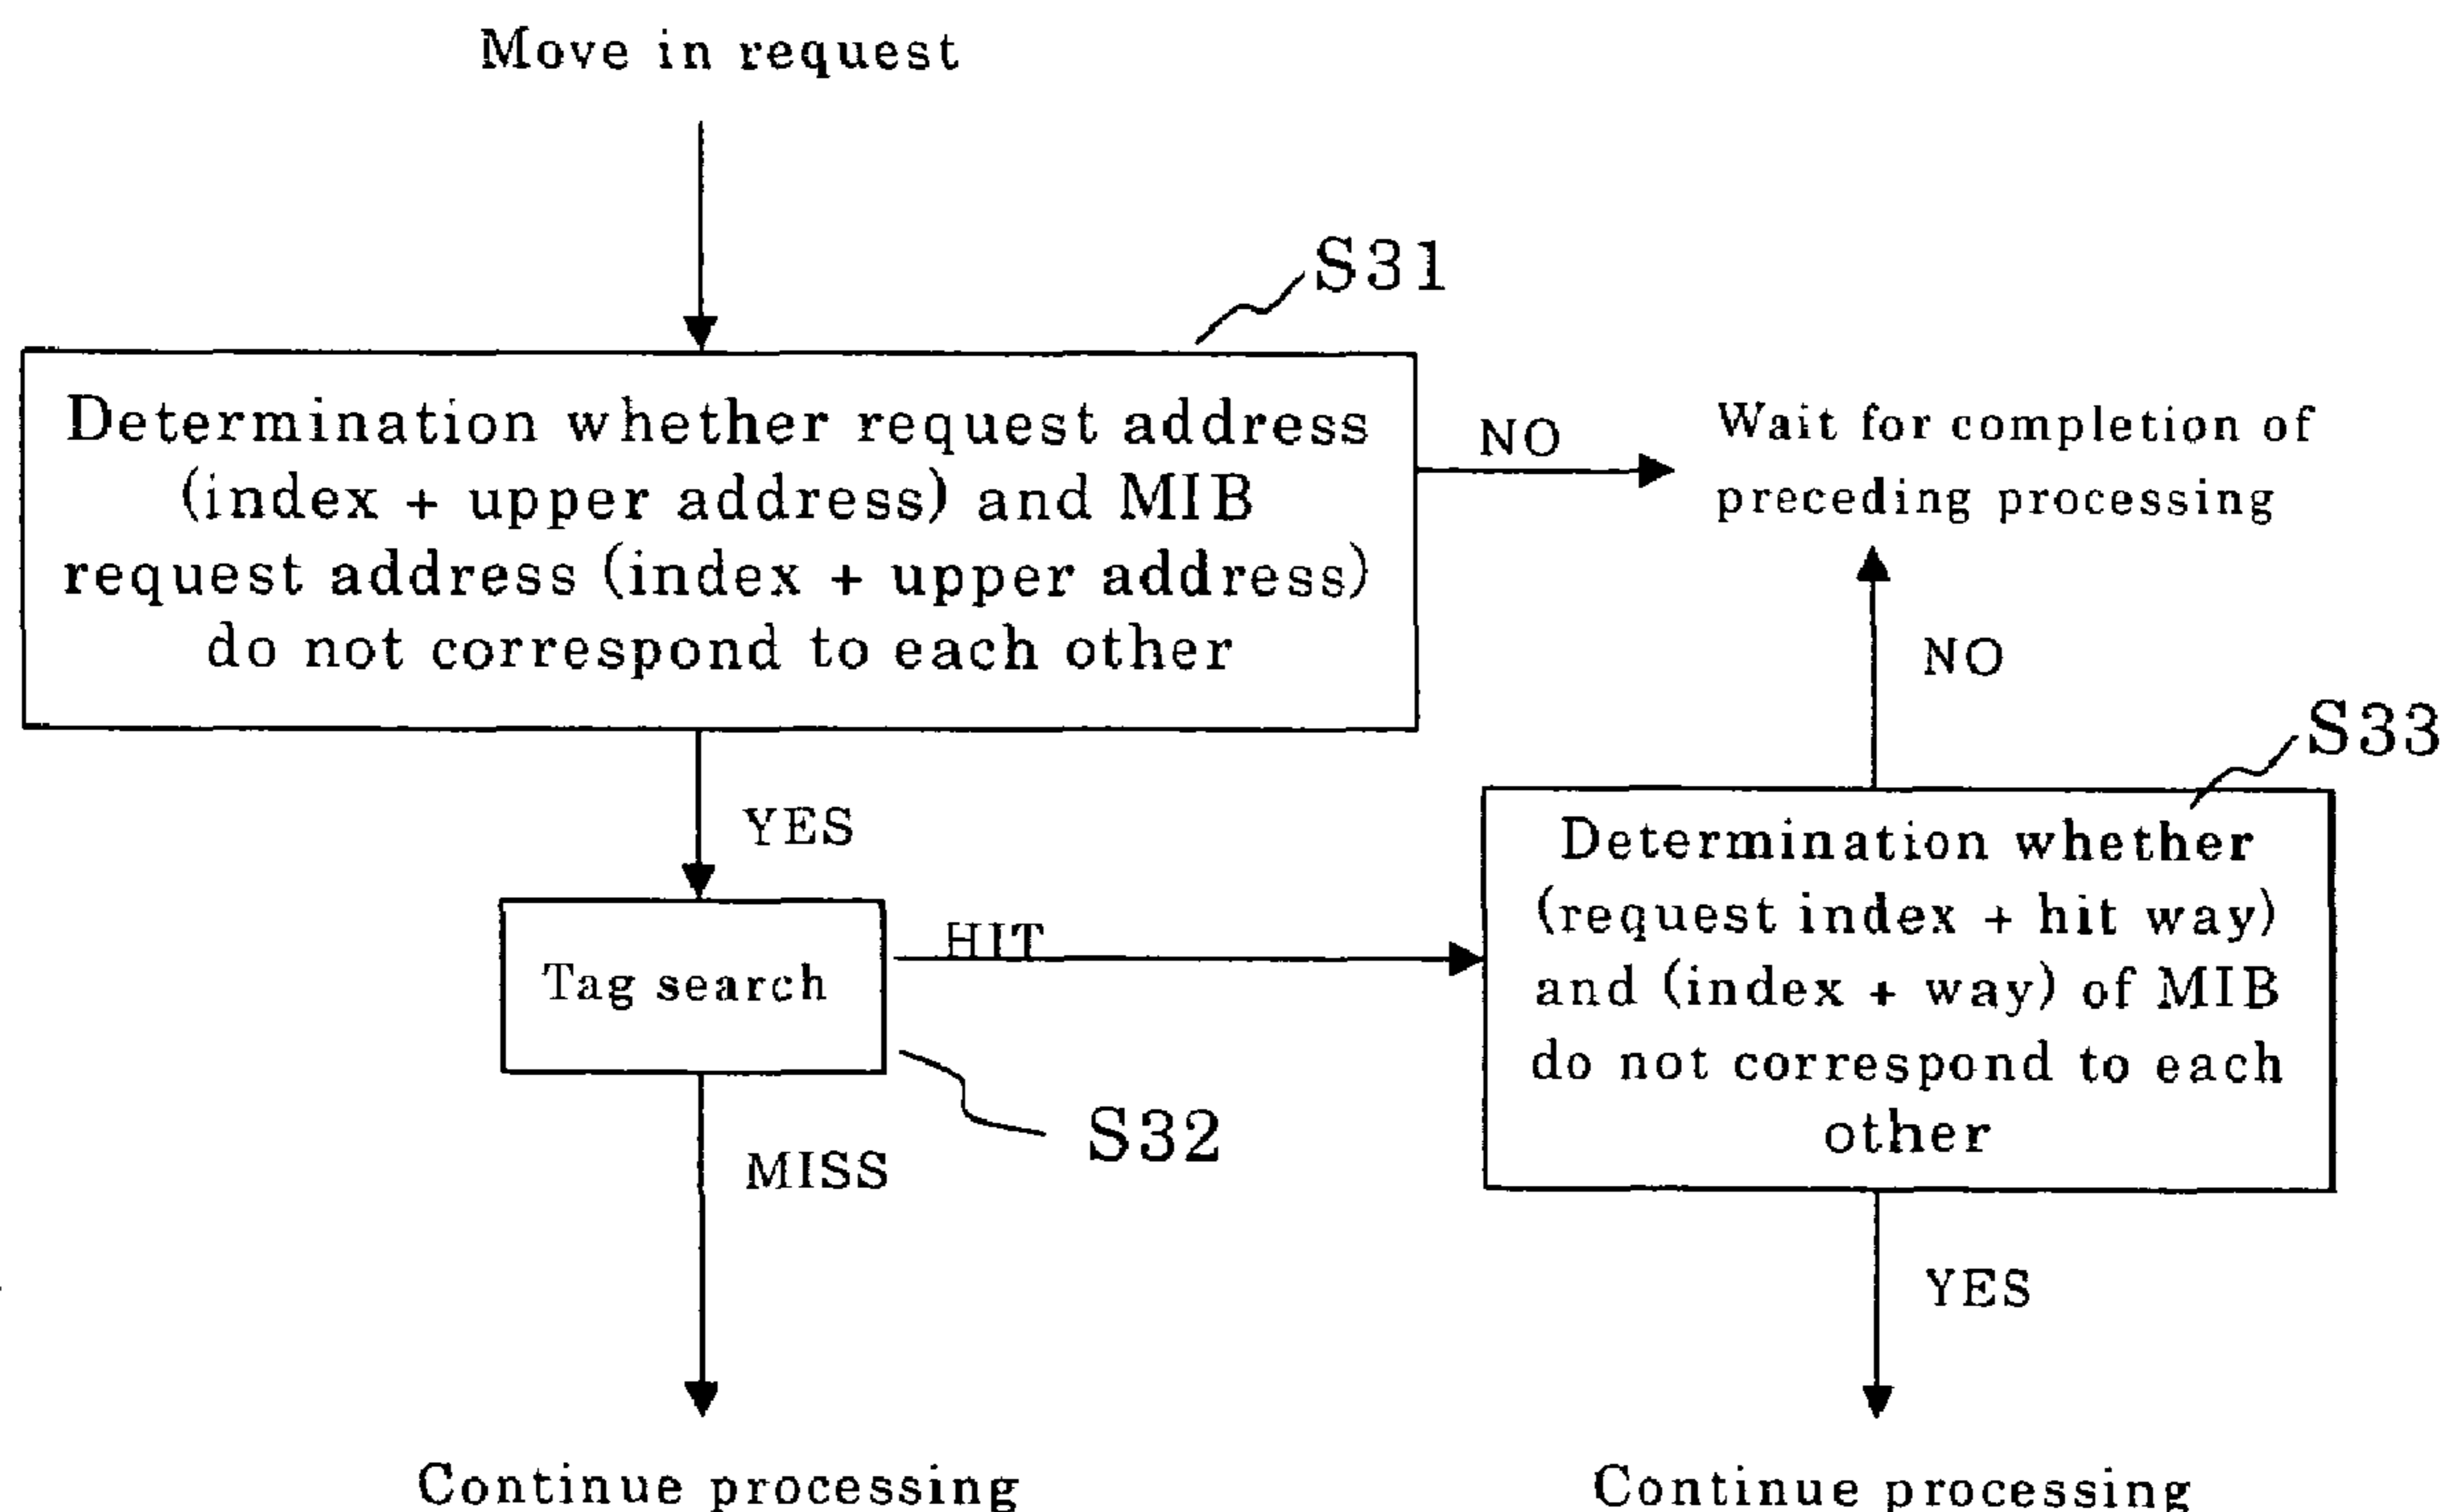 Move in request
S31
Determination whether request address
(index + upper address) and MIB
request address (index + upper address)
do not correspond to each other
NO
Wait for completion of
preceding processing
NO
YES
S33
Tag search
HIT
Determination whether
(request index + hit way)
and (index + way) of MIB
do not correspond to each
other
S32
MISS
YES
Continue processing
Continue processing